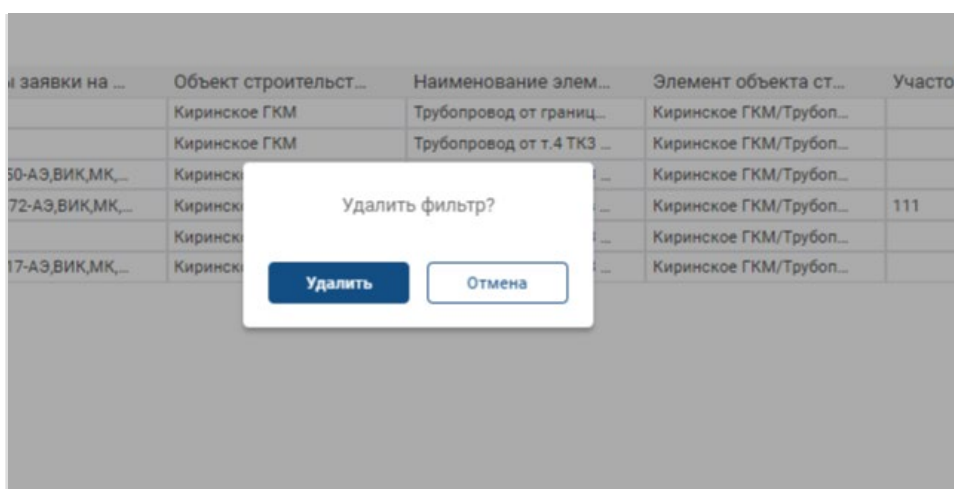 ы заявки на ... Объект строительст... Наименование элем... Элемент объекта ст... Участо
Киринское ГКМ Трубопровод от границ... Киринское ГКМ/Трубоп...
Киринское ГКМ Трубопровод от т.4 ТКЗ ... Киринское ГКМ/Трубоп...
50-АЭ,ВИК,МК,... Киринск ... Киринское ГКМ/Трубоп...
72-АЭ,ВИК,МК,... Киринск ... Киринское ГКМ/Трубоп... 111
Киринск ... Киринское ГКМ/Трубоп...
17-АЭ,ВИК,МК,... Киринск ... Киринское ГКМ/Трубоп...
Удалить фильтр?
Удалить Отмена